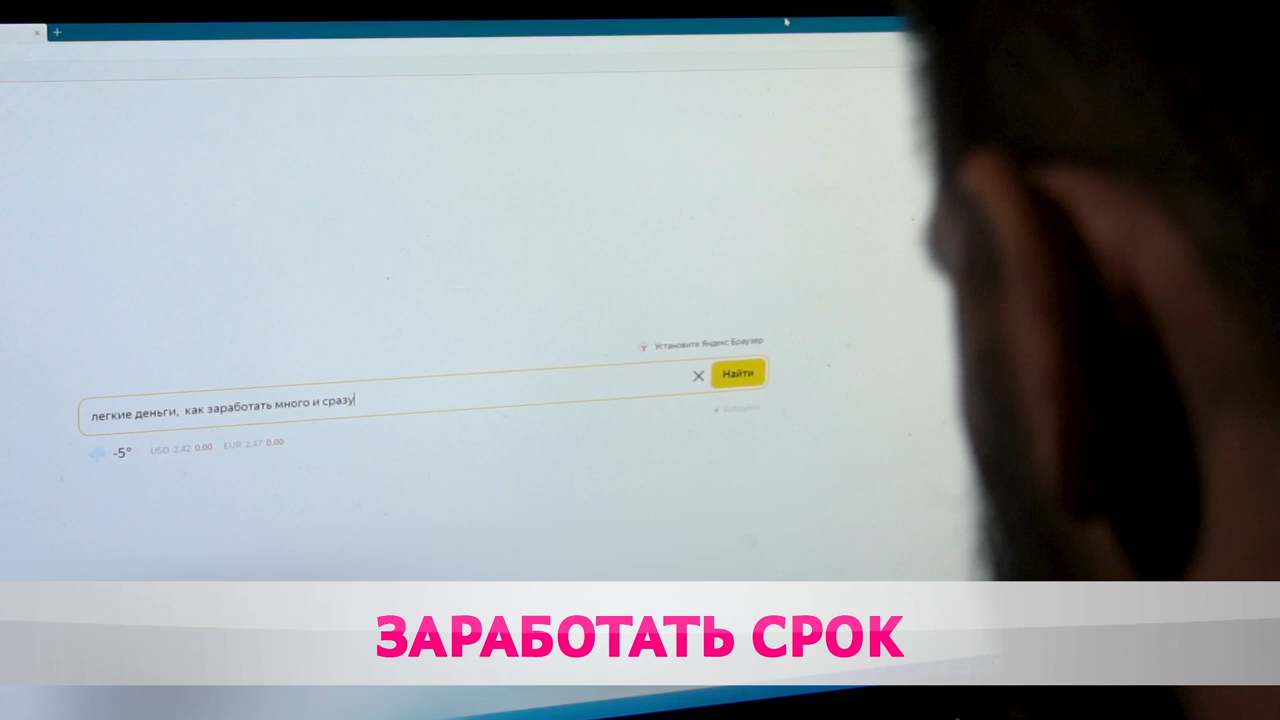 Установите Яндекс Браузер
легкие деньги, как заработать много и сразу
Найти
-5° USD 2,42 0,00 EUR 2,47 0,00
ЗАРАБОТАТЬ СРОК